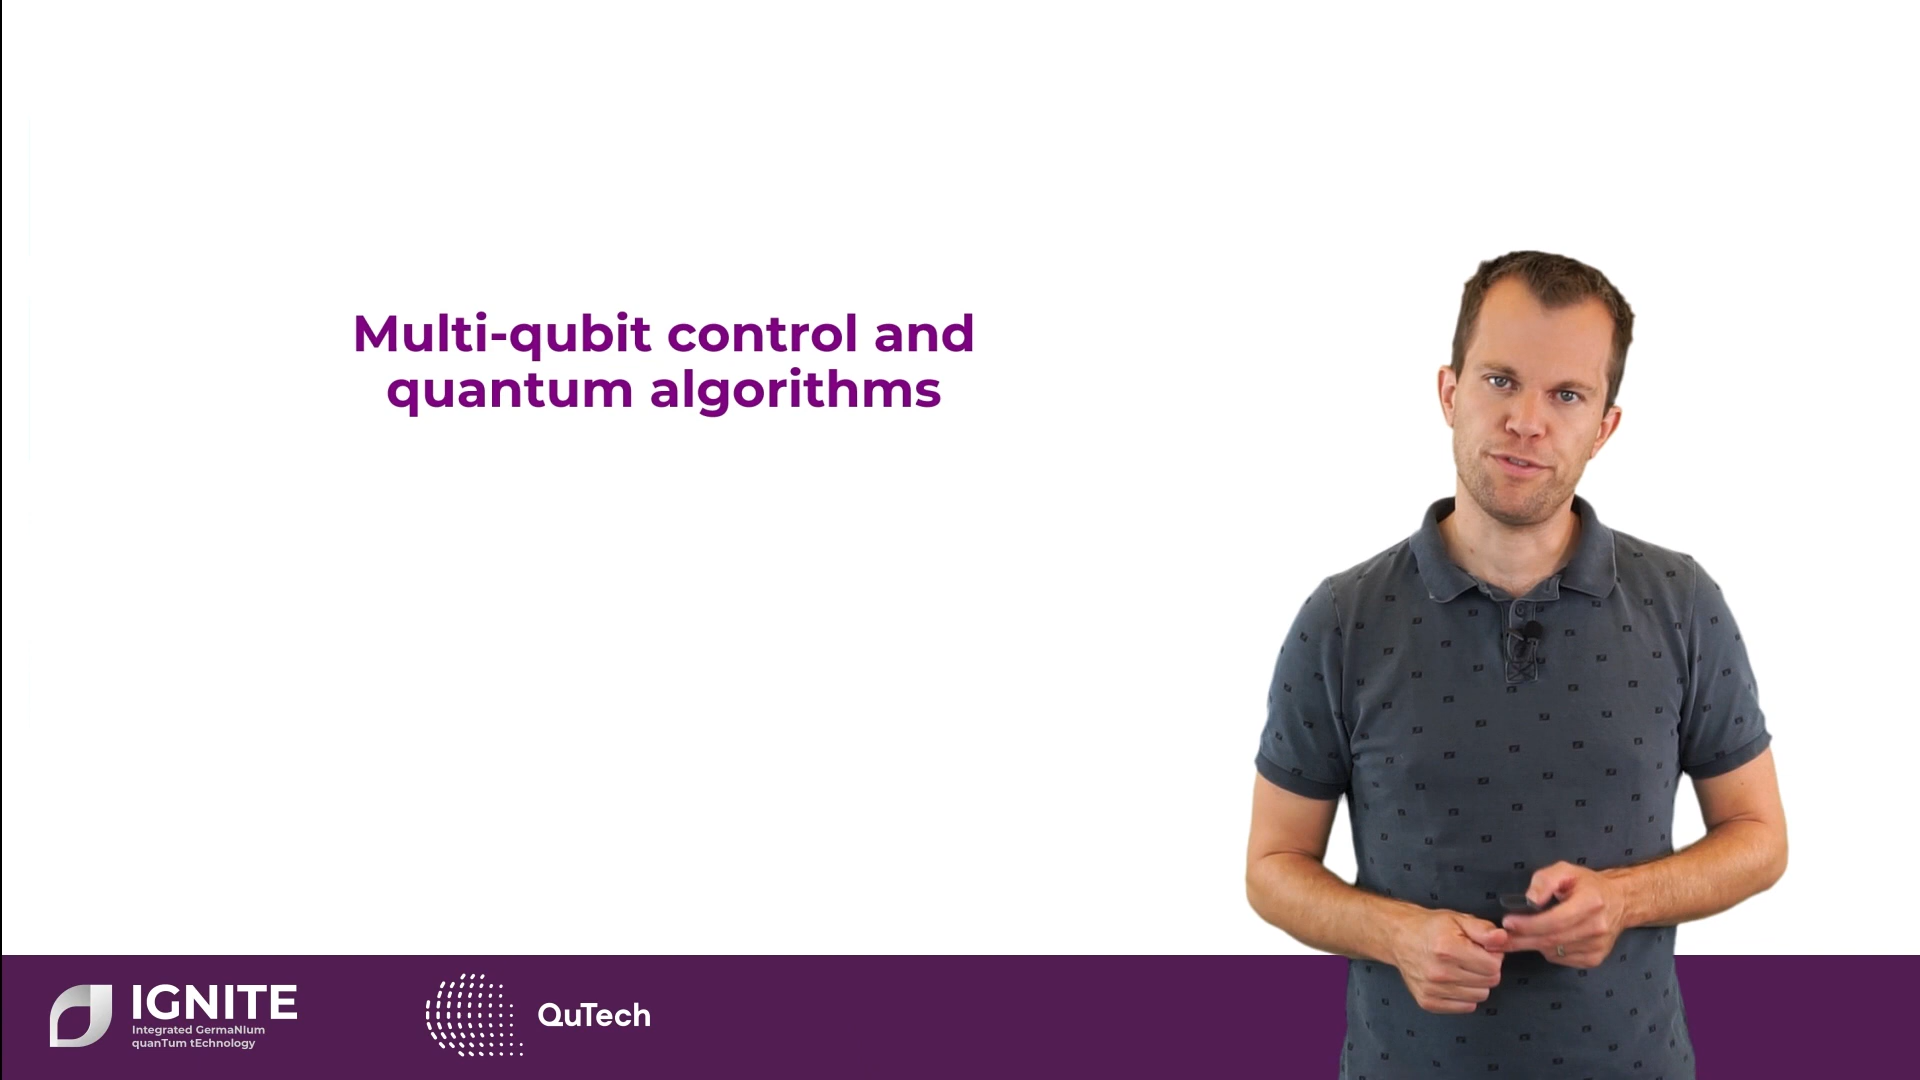 Multi-qubit control and
quantum algorithms
IGNITE
Integrated GermaNIum
quanTum tEchnology
QuTech